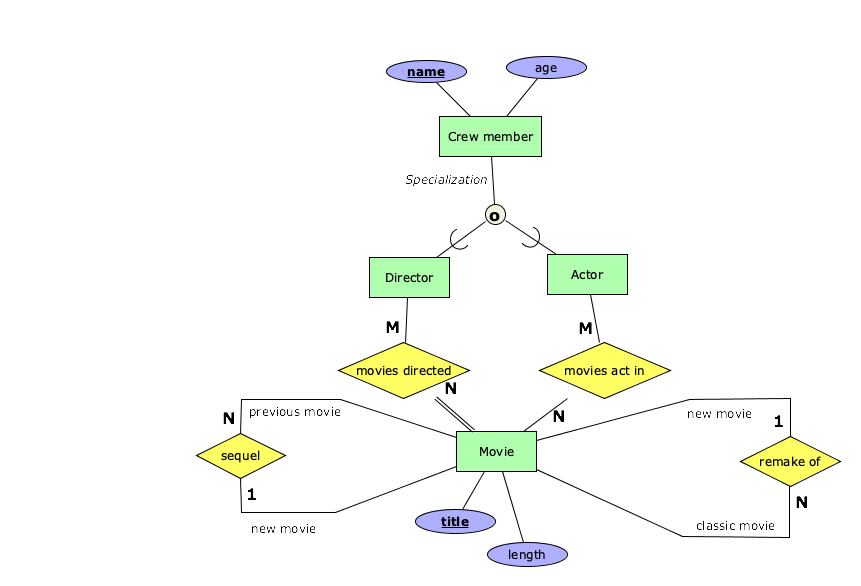 name
age
Crew member
Specialization
o
Director
Actor
M
M
movies directed
movies act in
N
N
previous movie
new movie
N
1
sequel
Movie
remake of
1
N
new movie
classic movie
title
length